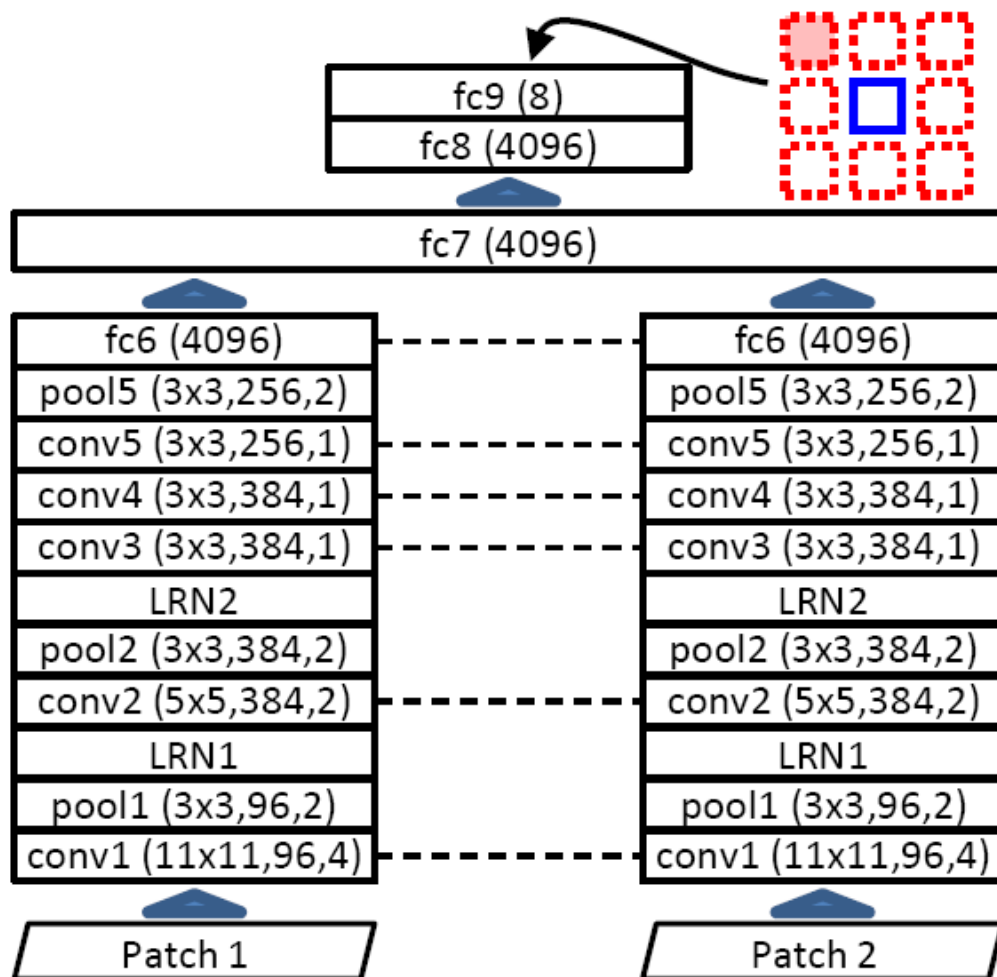 fc9 (8)
fc8 (4096)
fc7 (4096)
fc6 (4096)
pool5 (3x3,256,2)
conv5 (3x3,256,1)
conv4 (3x3,384,1)
conv3 (3x3,384,1)
LRN2
pool2 (3x3,384,2)
conv2 (5x5,384,2)
LRN1
pool1 (3x3,96,2)
conv1 (11x11,96,4)
Patch 1
fc6 (4096)
pool5 (3x3,256,2)
conv5 (3x3,256,1)
conv4 (3x3,384,1)
conv3 (3x3,384,1)
LRN2
pool2 (3x3,384,2)
conv2 (5x5,384,2)
LRN1
pool1 (3x3,96,2)
conv1 (11x11,96,4)
Patch 2